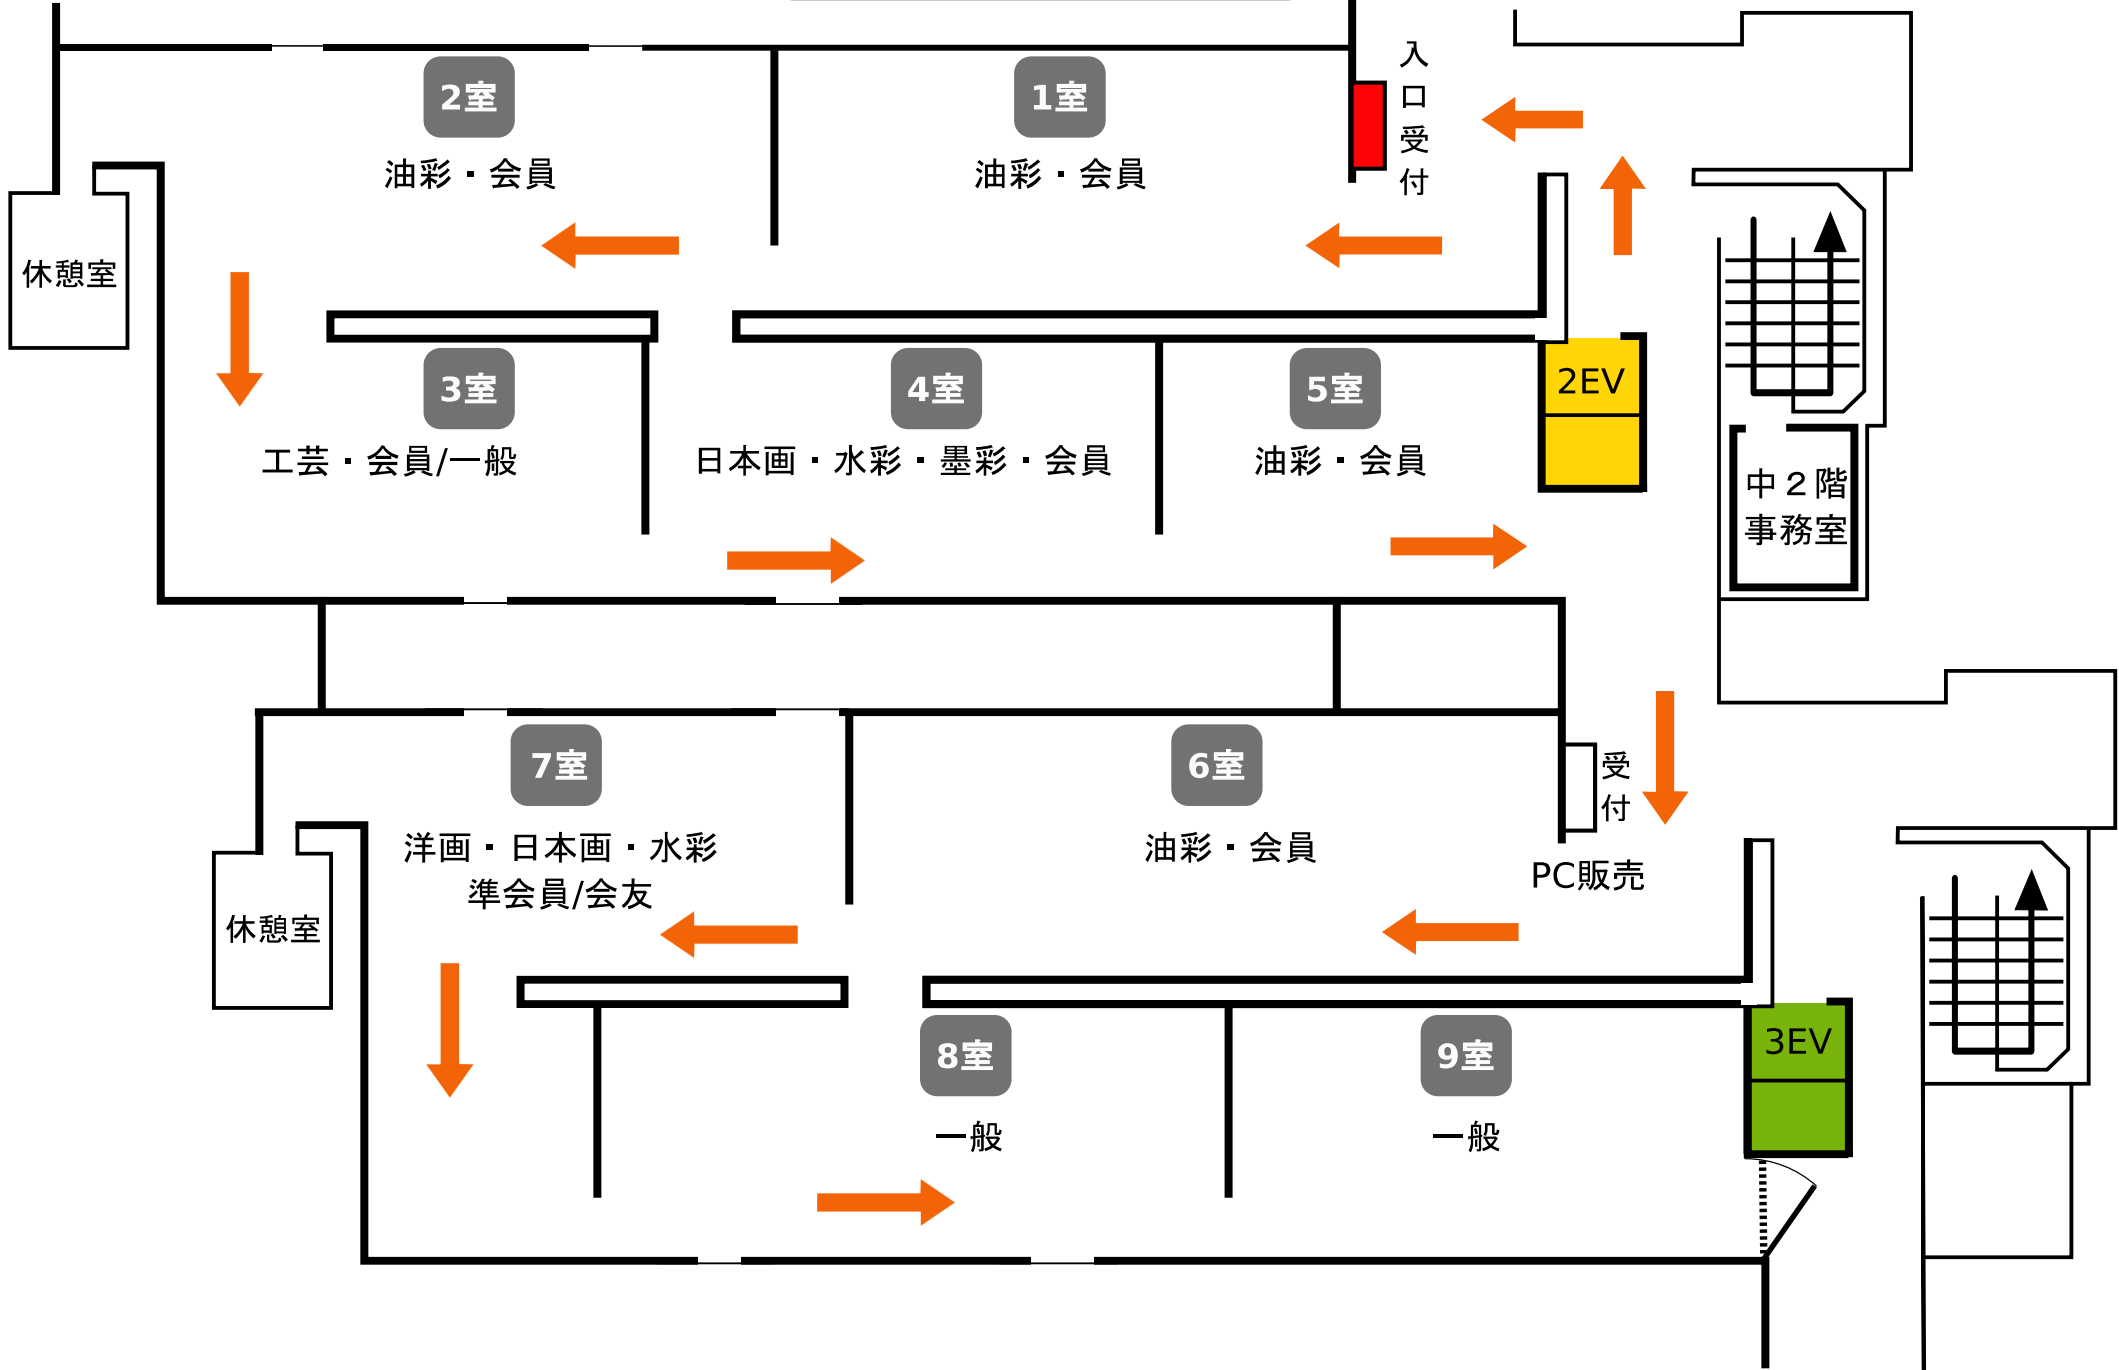 2室
油彩・会員
1室
油彩・会員
入口受付
休憩室
3室
工芸・会員/一般
4室
日本画・水彩・墨彩・会員
5室
油彩・会員
2EV
中２階
事務室
7室
洋画・日本画・水彩
準会員/会友
6室
油彩・会員
受付
PC販売
休憩室
8室
一般
9室
一般
3EV